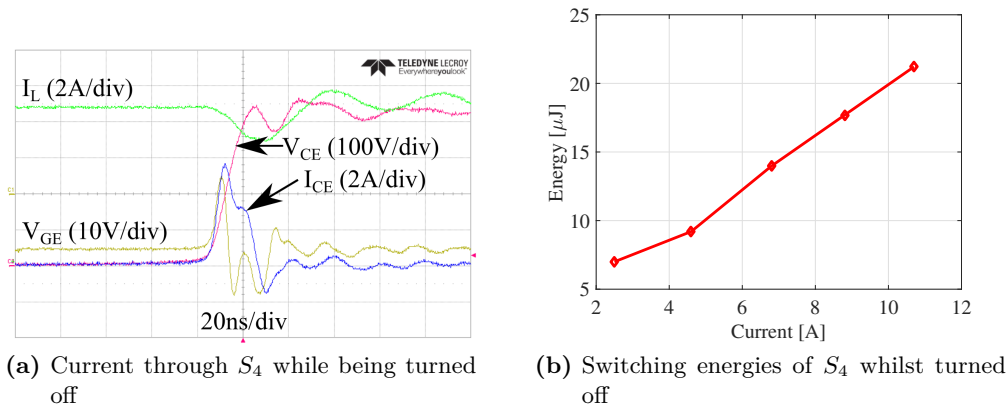 TELEDYNE LECROY
Everywhereyoulook™
I_L (2A/div)
V_CE (100V/div)
I_CE (2A/div)
V_GE (10V/div)
20ns/div
(a) Current through S_4 while being turned
off
25
20
15
10
5
2
4
6
8
10
12
Energy [μJ]
Current [A]
(b) Switching energies of S_4 whilst turned
off